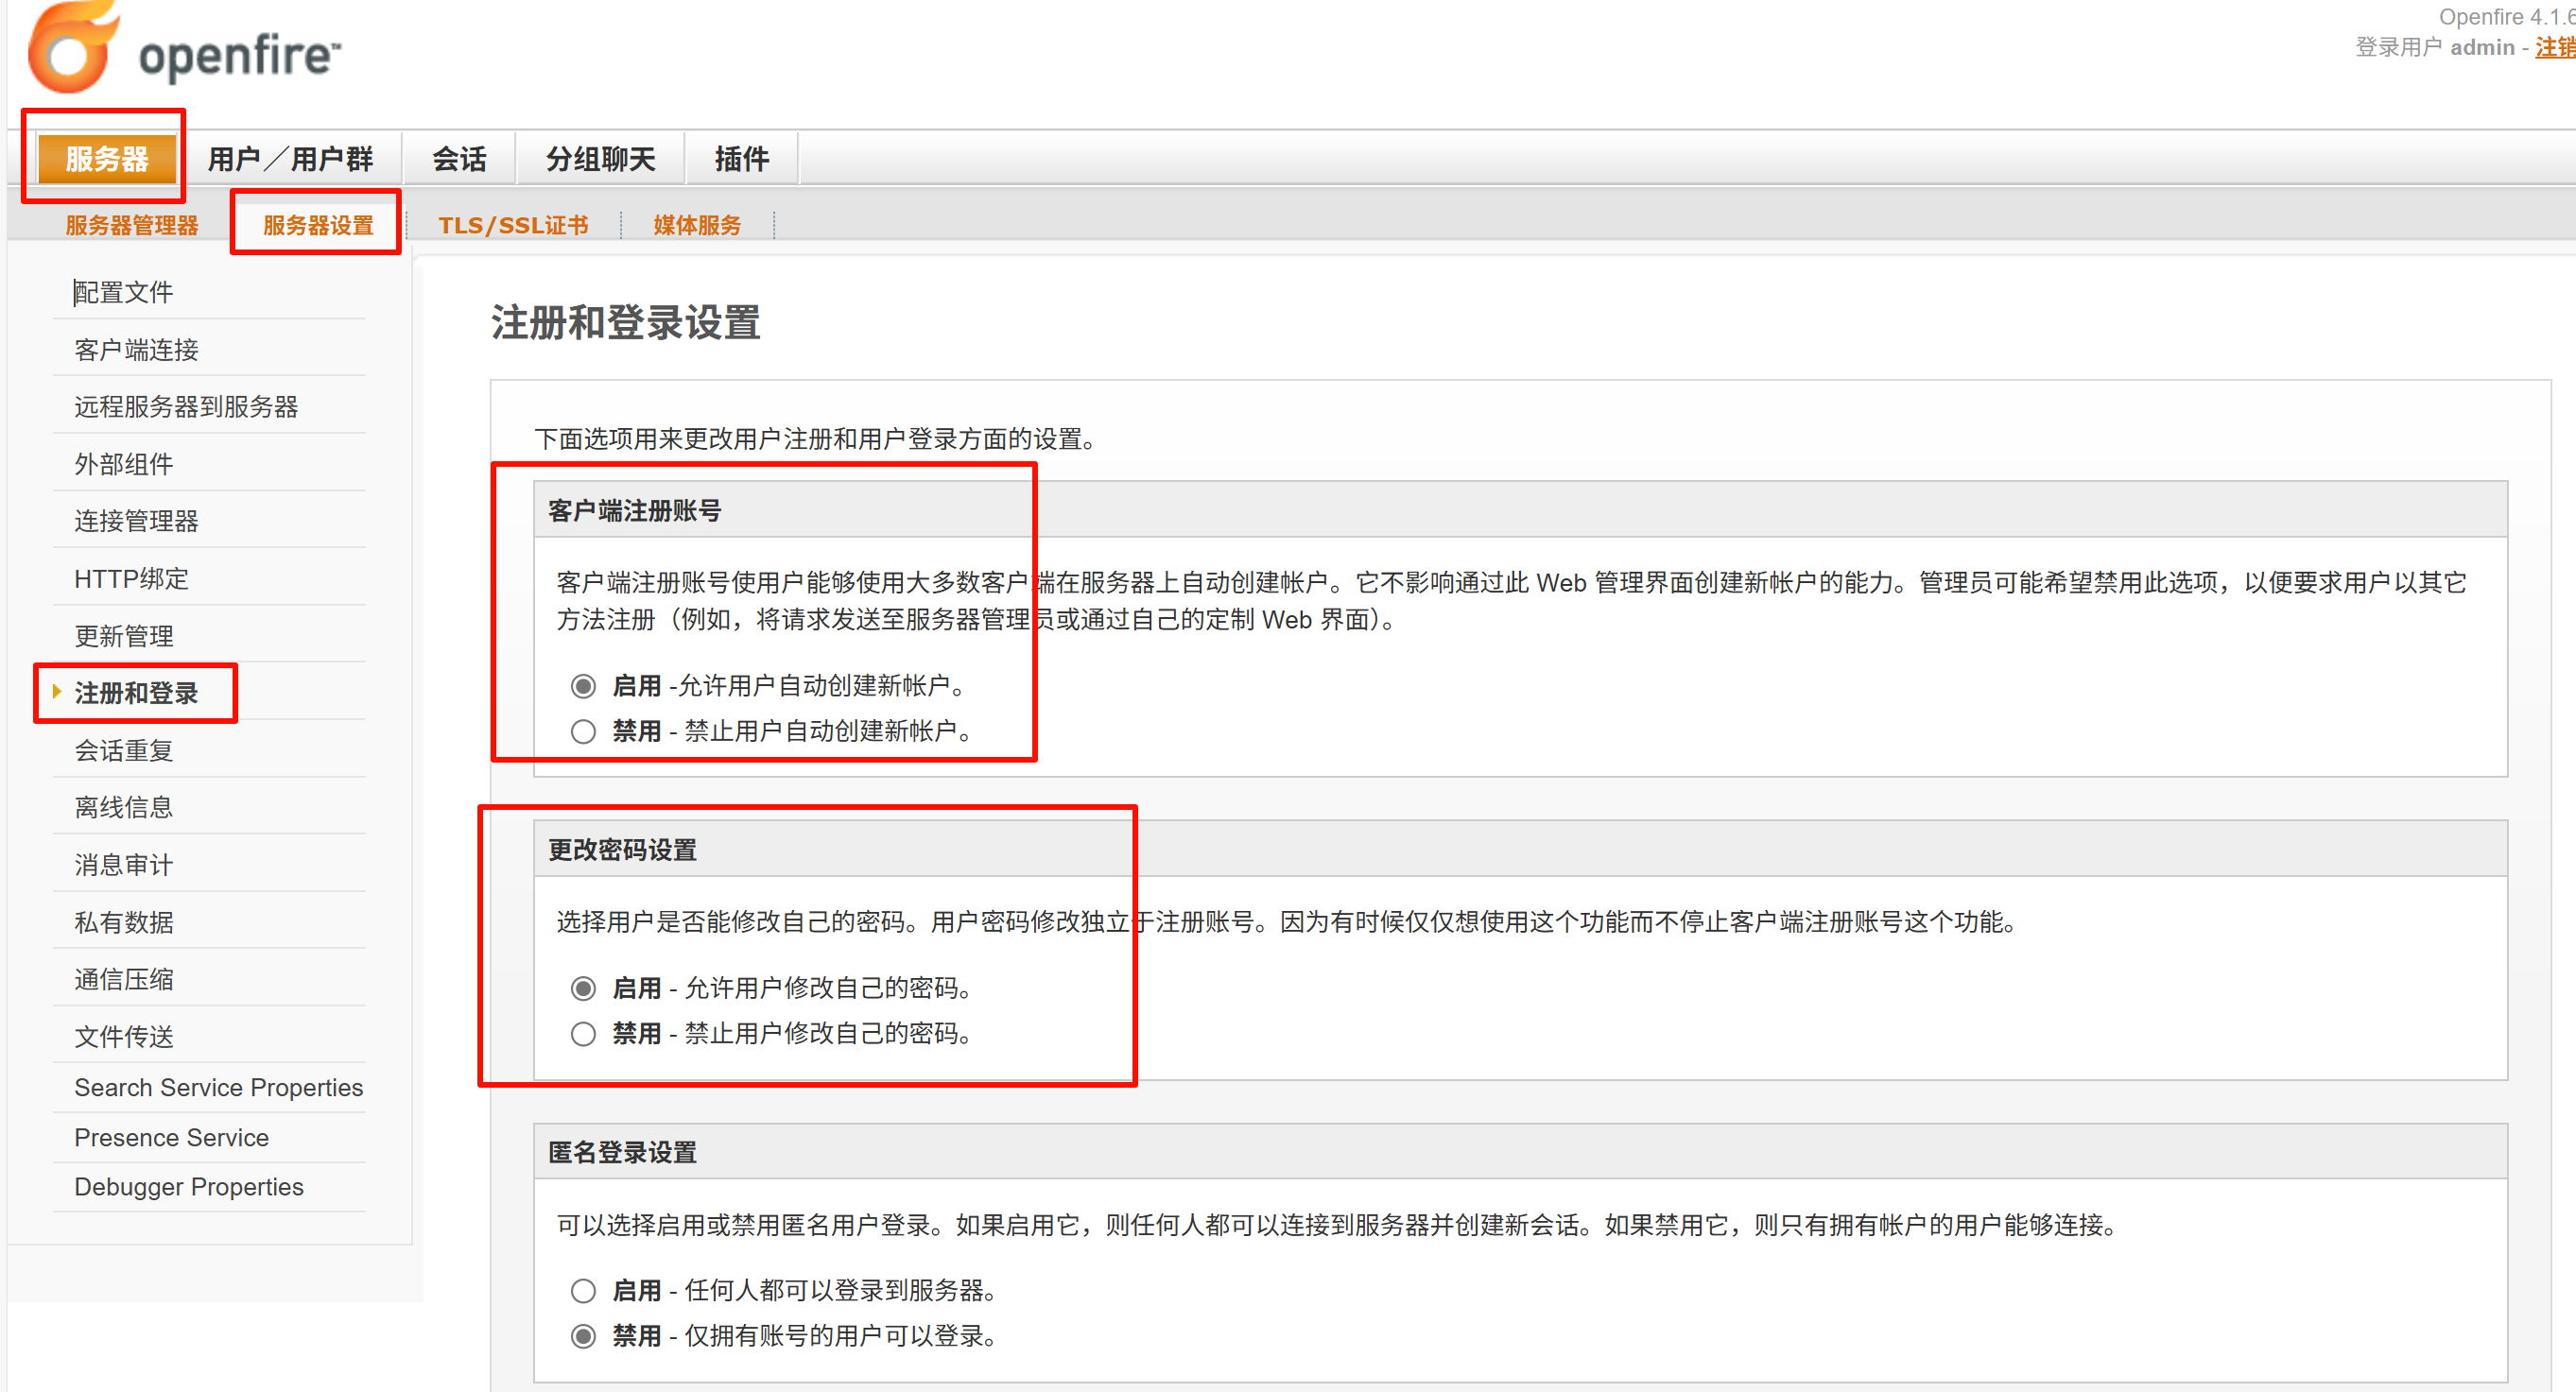 openfire™
Openfire 4.1.6
登录用户 admin - 注销
服务器
用户／用户群
会话
分组聊天
插件
服务器管理器
服务器设置
TLS/SSL证书
媒体服务
配置文件
客户端连接
远程服务器到服务器
外部组件
连接管理器
HTTP绑定
更新管理
注册和登录
会话重复
离线信息
消息审计
私有数据
通信压缩
文件传送
Search Service Properties
Presence Service
Debugger Properties
注册和登录设置
下面选项用来更改用户注册和用户登录方面的设置。
客户端注册账号
客户端注册账号使用户能够使用大多数客户端在服务器上自动创建帐户。它不影响通过此 Web 管理界面创建新帐户的能力。管理员可能希望禁用此选项，以便要求用户以其它
方法注册（例如，将请求发送至服务器管理员或通过自己的定制 Web 界面）。
启用 -允许用户自动创建新帐户。
禁用 - 禁止用户自动创建新帐户。
更改密码设置
选择用户是否能修改自己的密码。用户密码修改独立于注册账号。因为有时候仅仅想使用这个功能而不停止客户端注册账号这个功能。
启用 - 允许用户修改自己的密码。
禁用 - 禁止用户修改自己的密码。
匿名登录设置
可以选择启用或禁用匿名用户登录。如果启用它，则任何人都可以连接到服务器并创建新会话。如果禁用它，则只有拥有帐户的用户能够连接。
启用 - 任何人都可以登录到服务器。
禁用 - 仅拥有账号的用户可以登录。